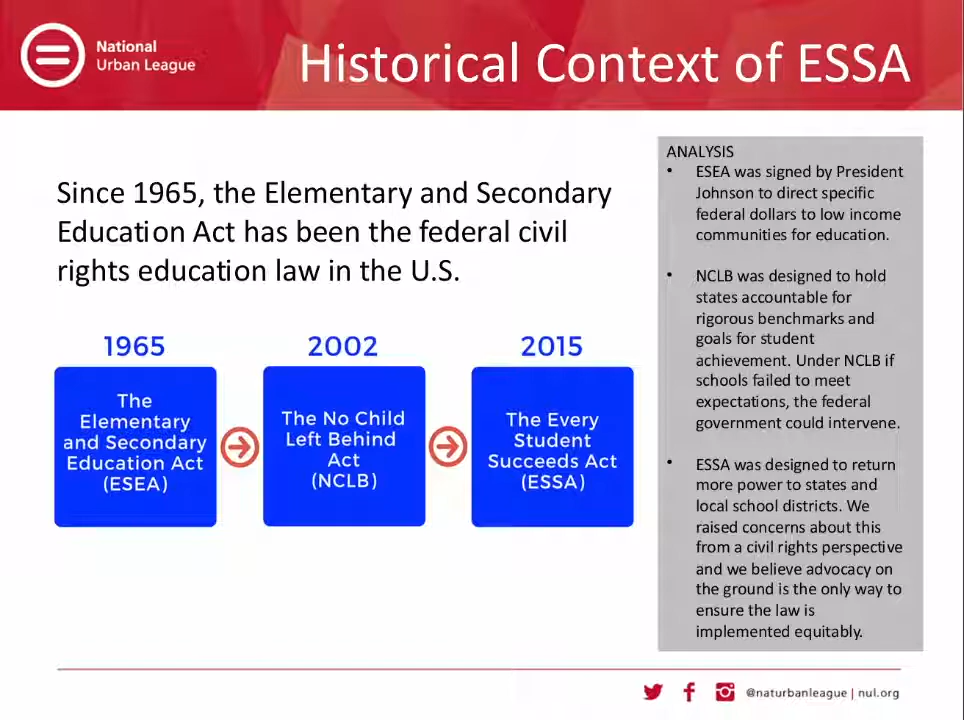 National
Urban League
Historical Context of ESSA
Since 1965, the Elementary and Secondary
Education Act has been the federal civil
rights education law in the U.S.
1965
The
Elementary
and Secondary
Education Act
(ESEA)
2002
The No Child
Left Behind
Act
(NCLB)
2015
The Every
Student
Succeeds Act
(ESSA)
ANALYSIS
• ESEA was signed by President
Johnson to direct specific
federal dollars to low income
communities for education.
• NCLB was designed to hold
states accountable for
rigorous benchmarks and
goals for student
achievement. Under NCLB if
schools failed to meet
expectations, the federal
government could intervene.
• ESSA was designed to return
more power to states and
local school districts. We
raised concerns about this
from a civil rights perspective
and we believe advocacy on
the ground is the only way to
ensure the law is
implemented equitably.
@naturbanleague | nul.org